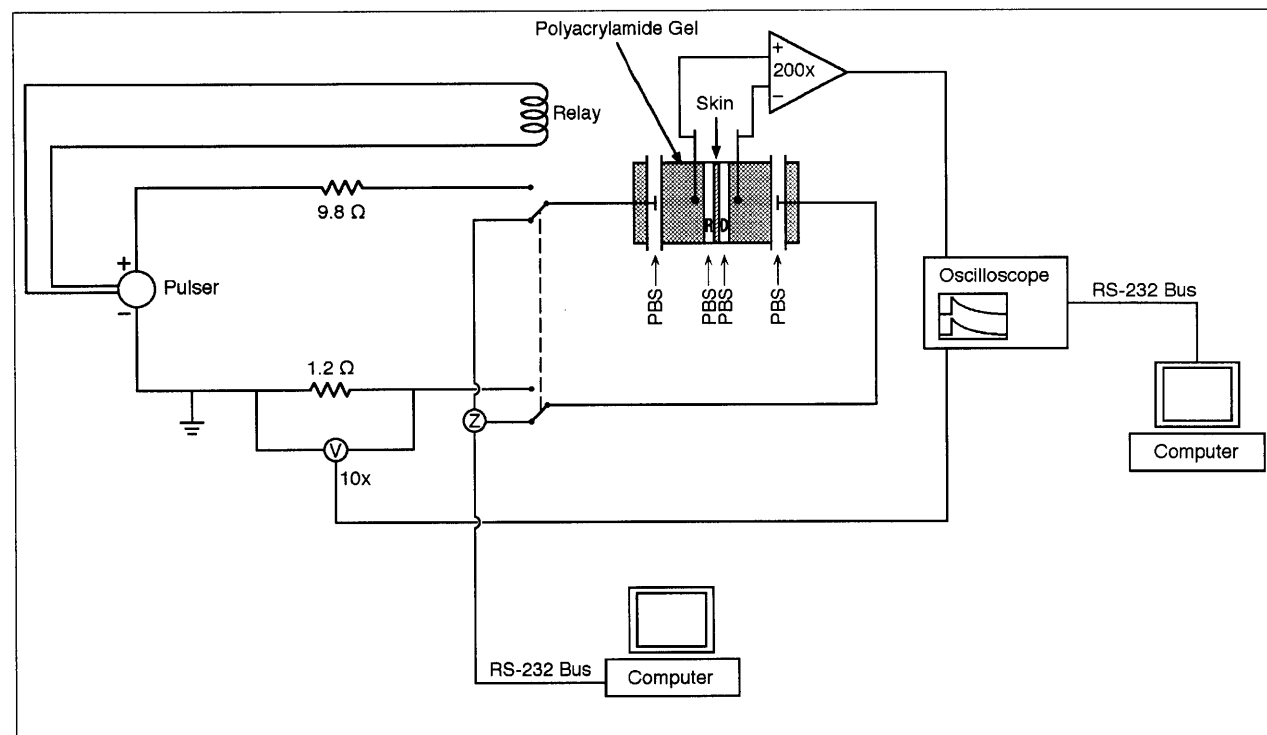 Polyacrylamide Gel
+
200x
−
Skin
Relay
9.8 Ω
R D
+
Pulser
−
PBS
PBS
PBS
PBS
Oscilloscope
RS-232 Bus
1.2 Ω
Z
V
10x
Computer
RS-232 Bus
Computer